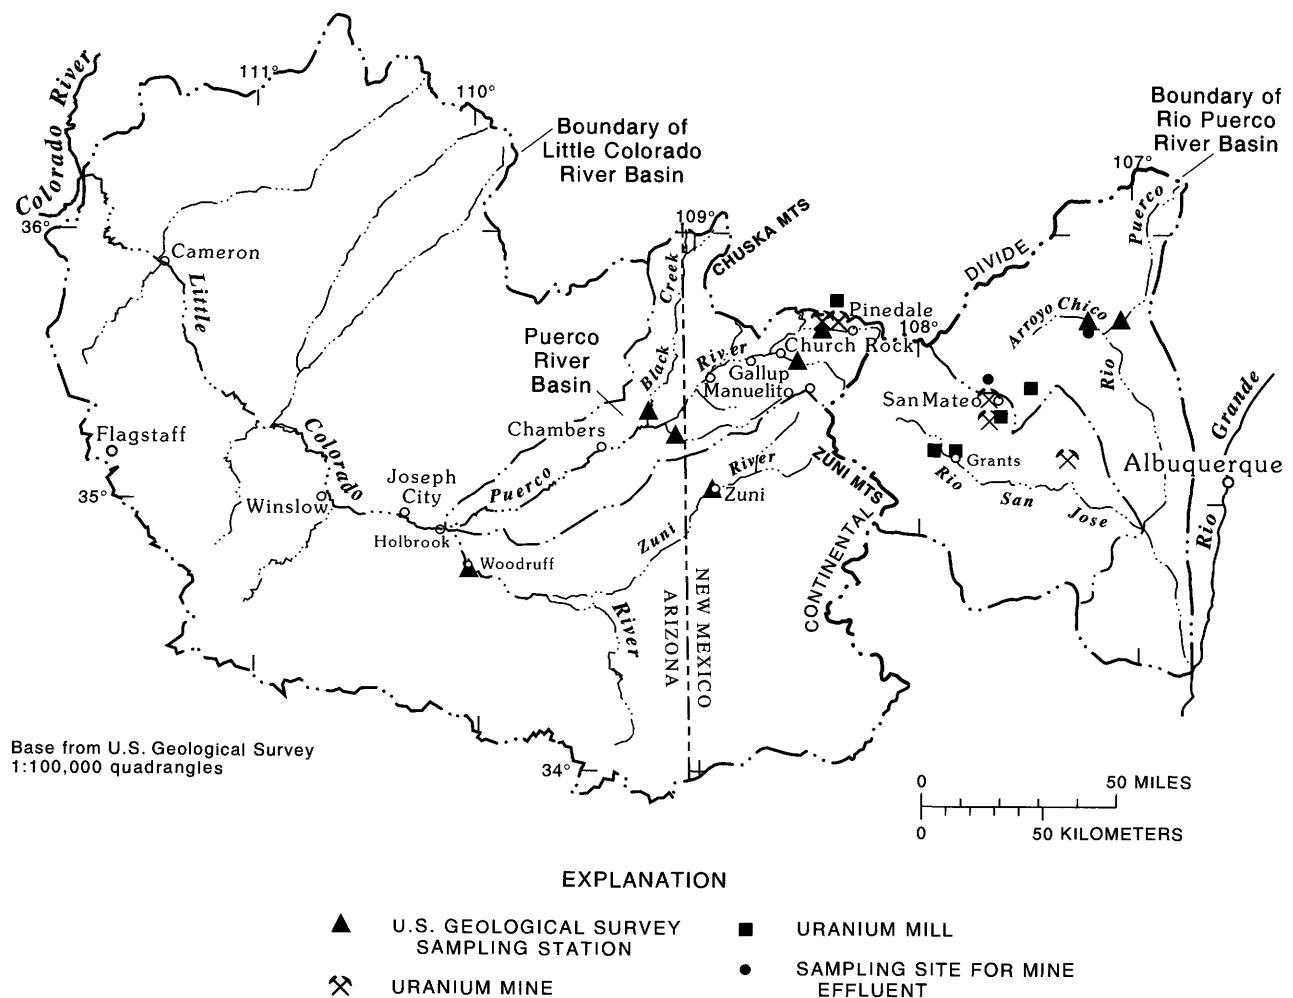 111°
110°
Colorado River
36°
Boundary of
Little Colorado
River Basin
109°
CHUSKA MTS
Boundary of
Rio Puerco
River Basin
107°
Puerco
DIVIDE
Cameron
Little
Creek
Black
Puerco
River
Basin
River
Pinedale
108°
Church Rock
Gallup
Manuelito
Arroyo Chico
Rio
San Mateo
Grande
Flagstaff
Colorado
Chambers
35°
Winslow
Joseph
City
Puerco
Holbrook
Woodruff
River
Zuni
Zuni
ZUNI MTS
CONTINENTAL
Grants
Rio
San
Jose
Albuquerque
Rio
River
ARIZONA
NEW MEXICO
34°
Base from U.S. Geological Survey
1:100,000 quadrangles
0 50 MILES
0 50 KILOMETERS
EXPLANATION
U.S. GEOLOGICAL SURVEY
SAMPLING STATION
URANIUM MINE
URANIUM MILL
SAMPLING SITE FOR MINE
EFFLUENT